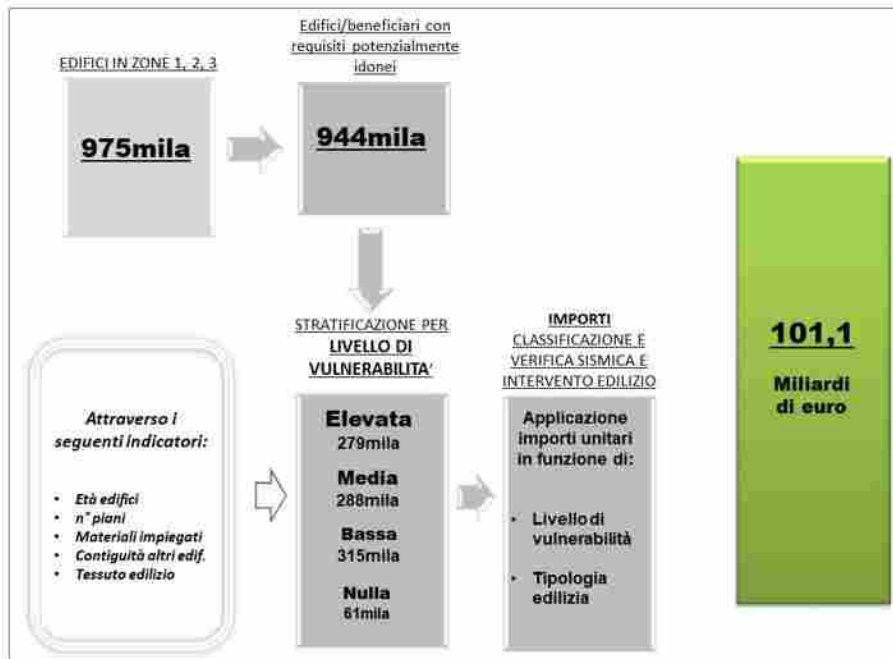 EDIFICI IN ZONE 1, 2, 3
975mila
Edifici/beneficiari con
requisiti potenzialmente
idonei
944mila
Attraverso i
seguenti indicatori:
• Età edifici
• n° piani
• Materiali impiegati
• Contiguità altri edif.
• Tessuto edilizio
STRATIFICAZIONE PER
LIVELLO DI
VULNERABILITA'
Elevata
279mila
Media
288mila
Bassa
315mila
Nulla
61mila
IMPORTI
CLASSIFICAZIONE E
VERIFICA SISMICA E
INTERVENTO EDILIZIO
Applicazione
importi unitari
in funzione di:
• Livello di
vulnerabilità
• Tipologia
edilizia
101,1
Miliardi
di euro